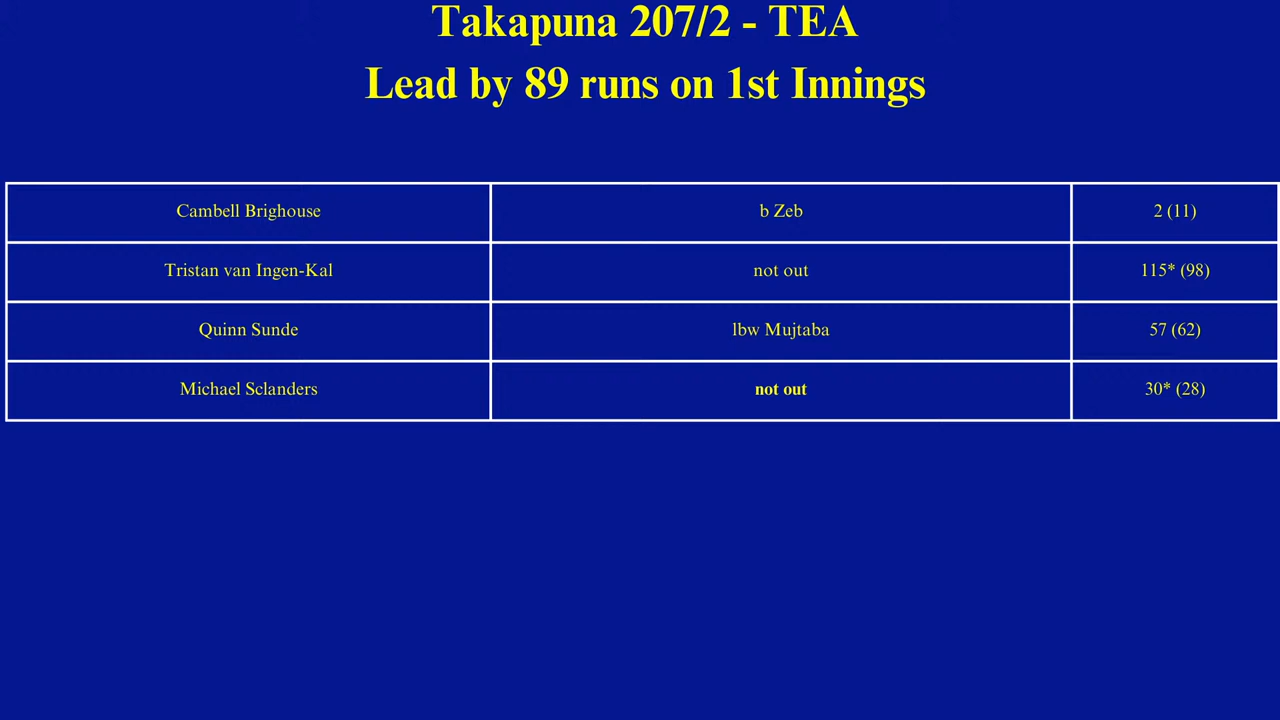 Takapuna 207/2 - TEA
Lead by 89 runs on 1st Innings
Cambell Brighouse b Zeb 2 (11)
Tristan van Ingen-Kal not out 115* (98)
Quinn Sunde lbw Mujtaba 57 (62)
Michael Sclanders not out 30* (28)